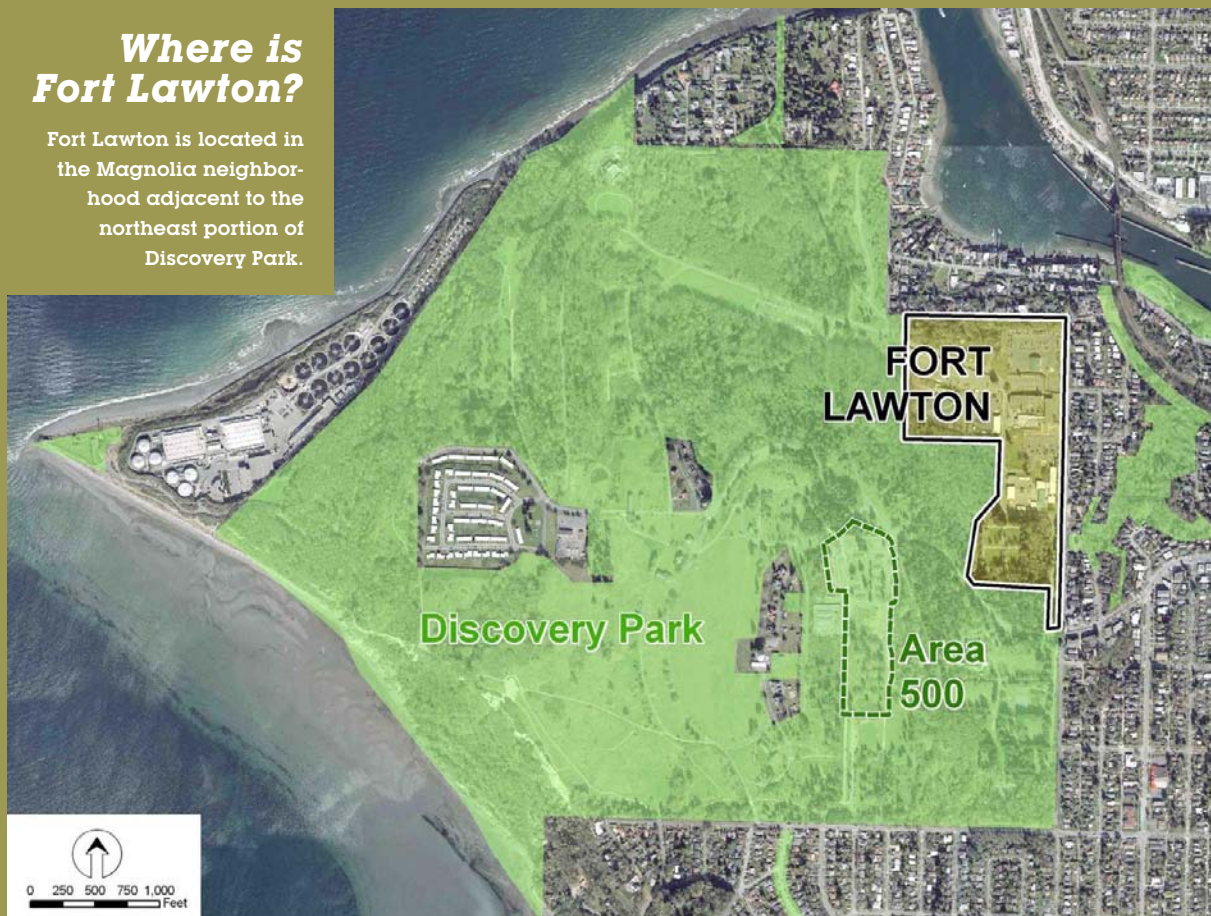 Where is
Fort Lawton?
Fort Lawton is located in
the Magnolia neighbor-
hood adjacent to the
northeast portion of
Discovery Park.
FORT
LAWTON
Discovery Park
Area
500
0 250 500 750 1,000
Feet